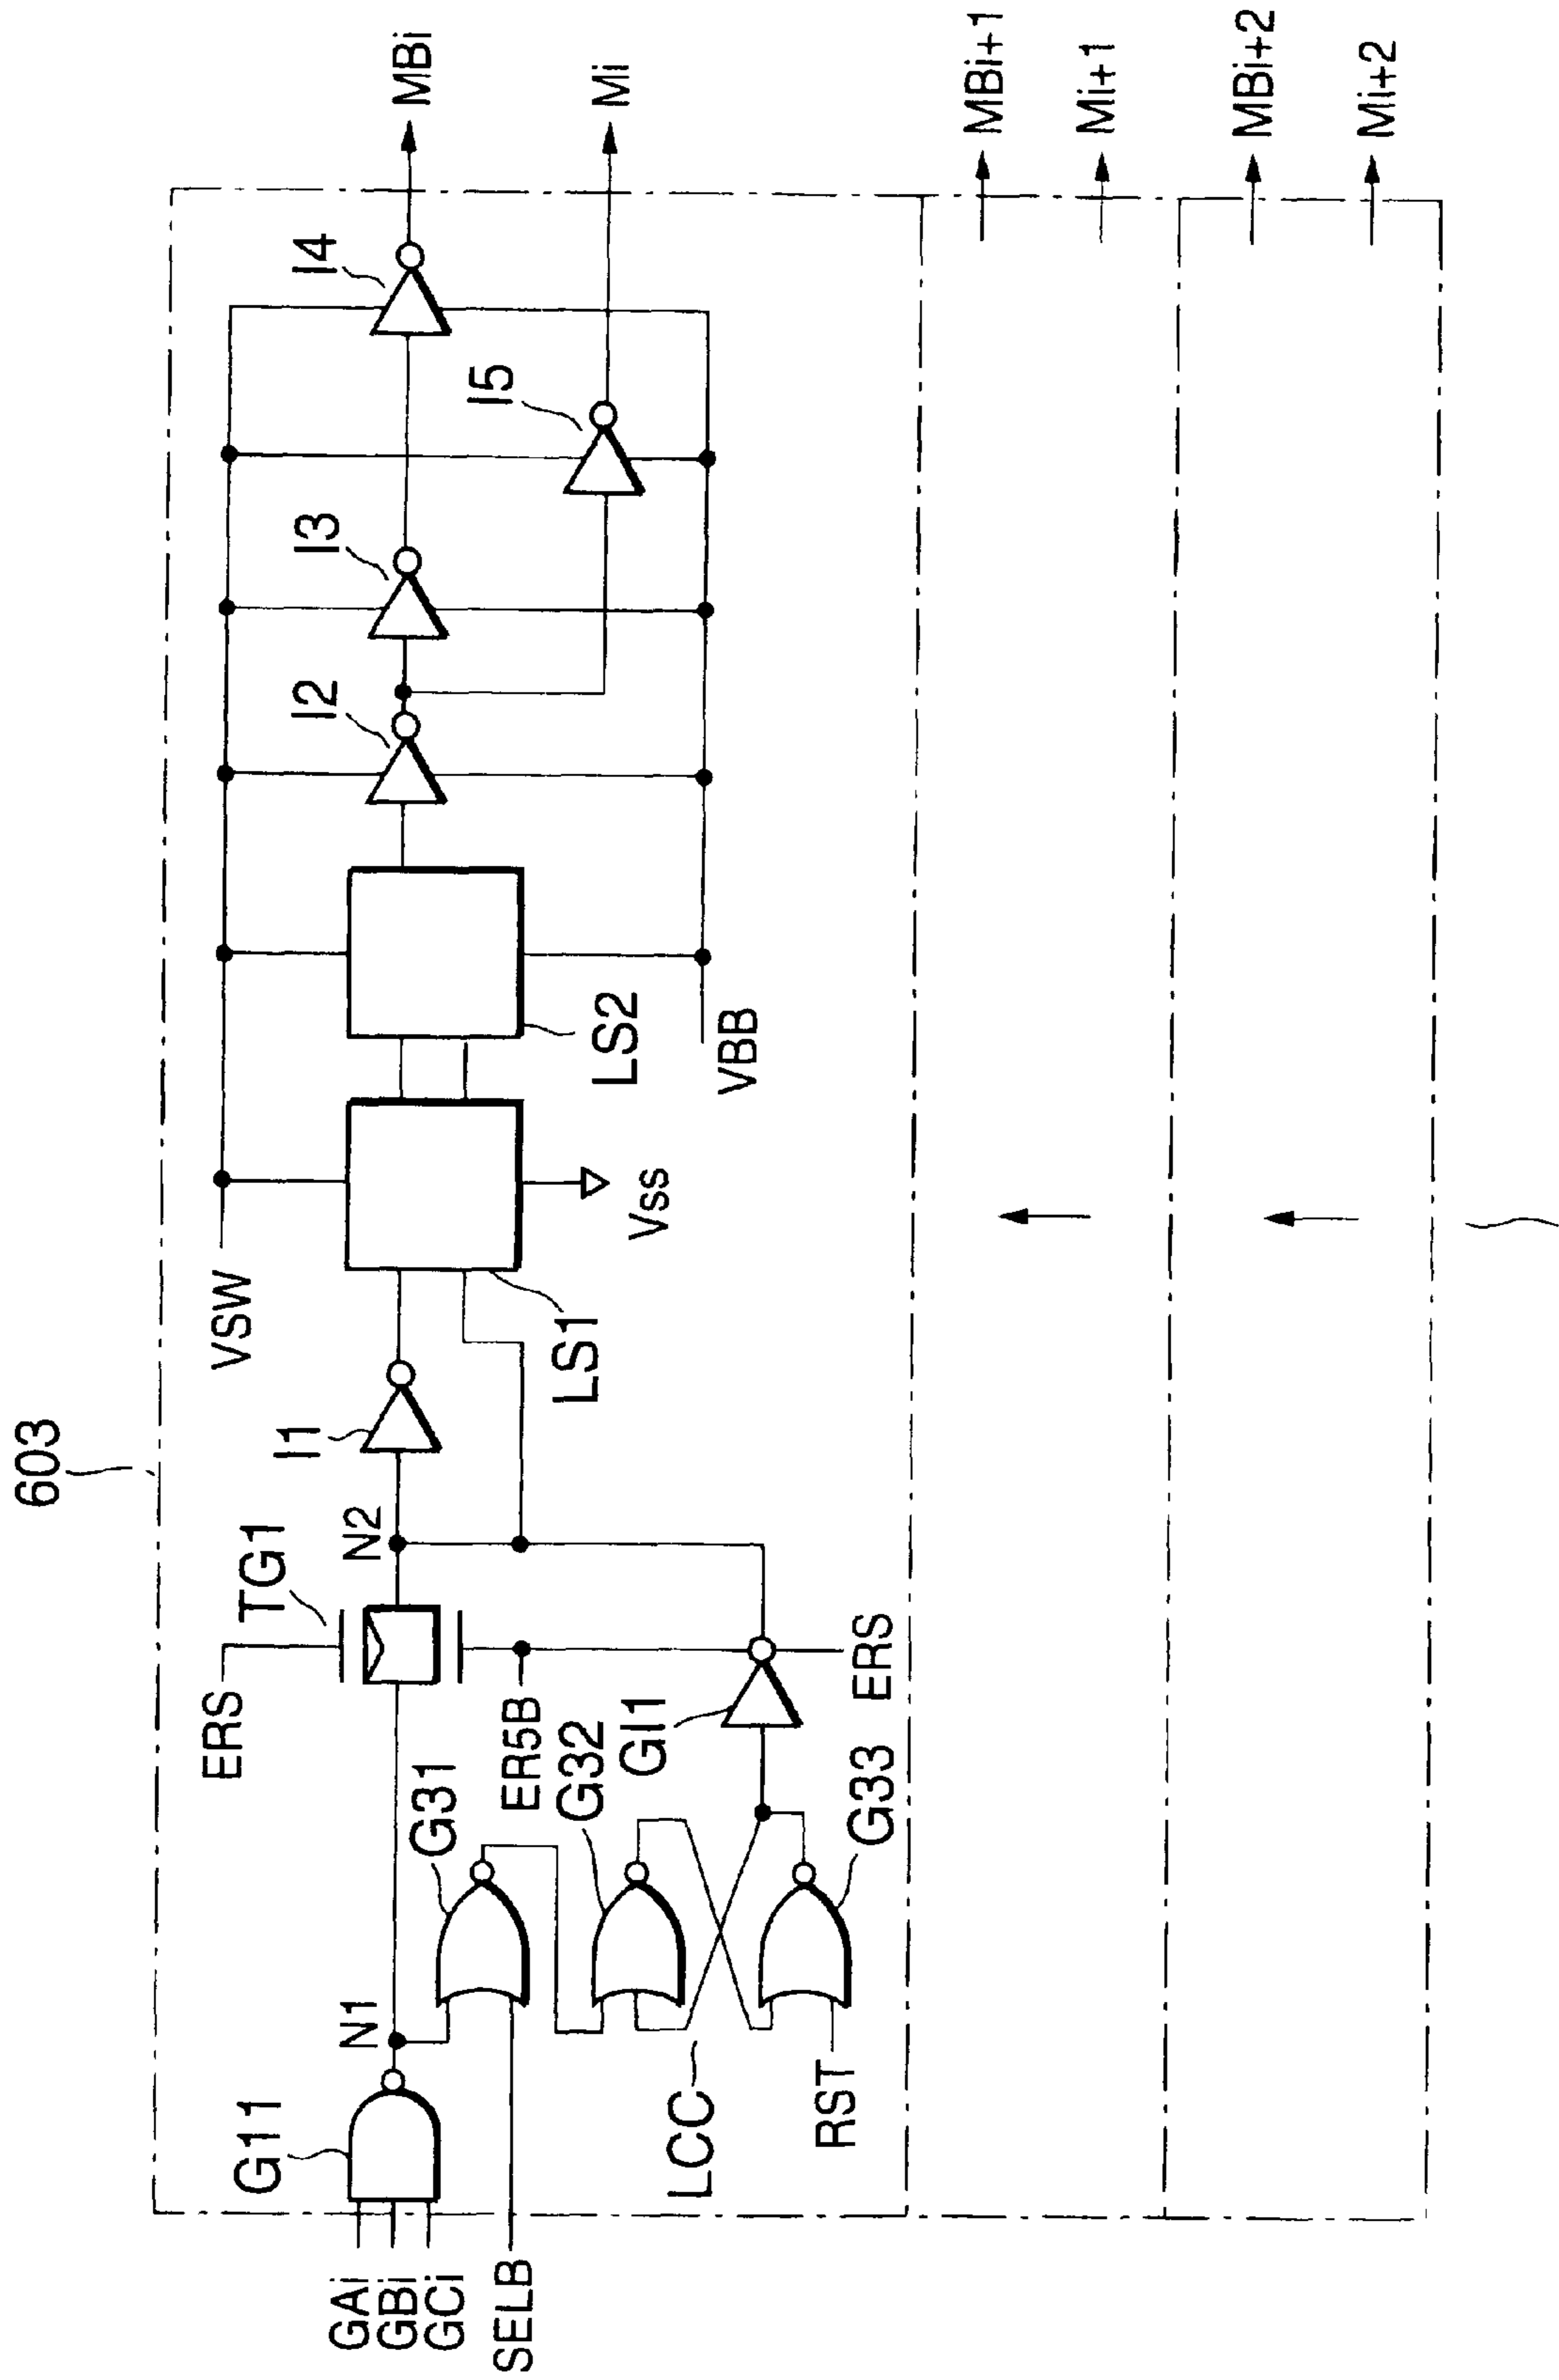 603
GAi
GBi
GCi
SELB
G11
N1
G31
ERS
TG1
N2
I1
VSW
LS1
Vss
LS2
VBB
I2
I3
I5
I4
MBi
Mi
ER5B
G32
GI1
ERS
G33
LCC
RST
MBi+1
Mi+1
MBi+2
Mi+2